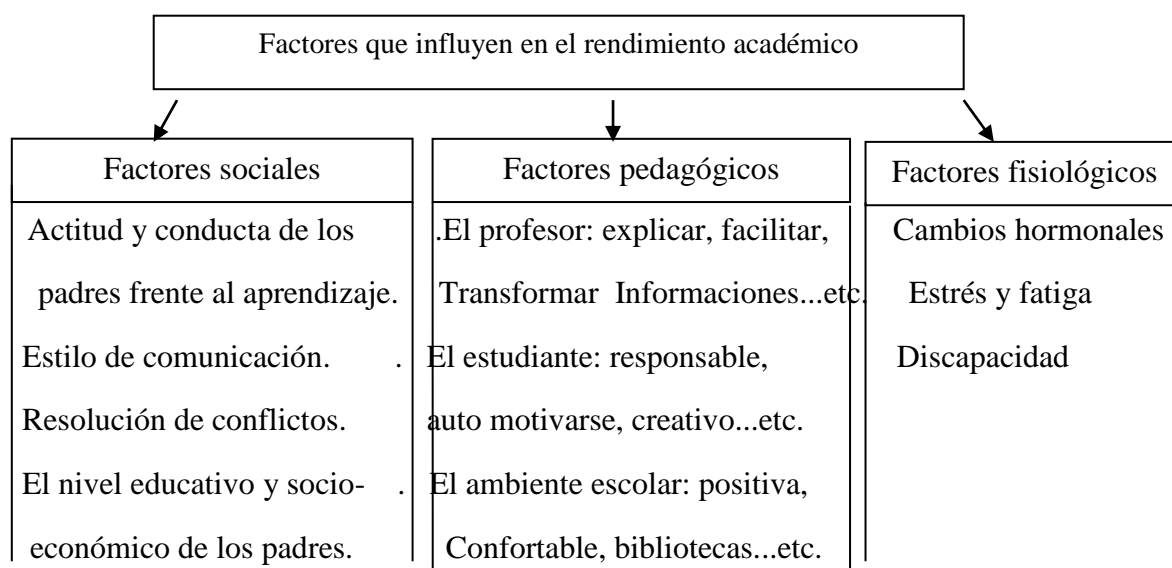 Factores que influyen en el rendimiento académico
Factores sociales
Actitud y conducta de los
padres frente al aprendizaje.
Estilo de comunicación.
Resolución de conflictos.
El nivel educativo y socio-
económico de los padres.
Factores pedagógicos
.El profesor: explicar, facilitar,
Transformar Informaciones...etc.
. El estudiante: responsable,
auto motivarse, creativo...etc.
. El ambiente escolar: positiva,
Confortable, bibliotecas...etc.
Factores fisiológicos
Cambios hormonales
Estrés y fatiga
Discapacidad